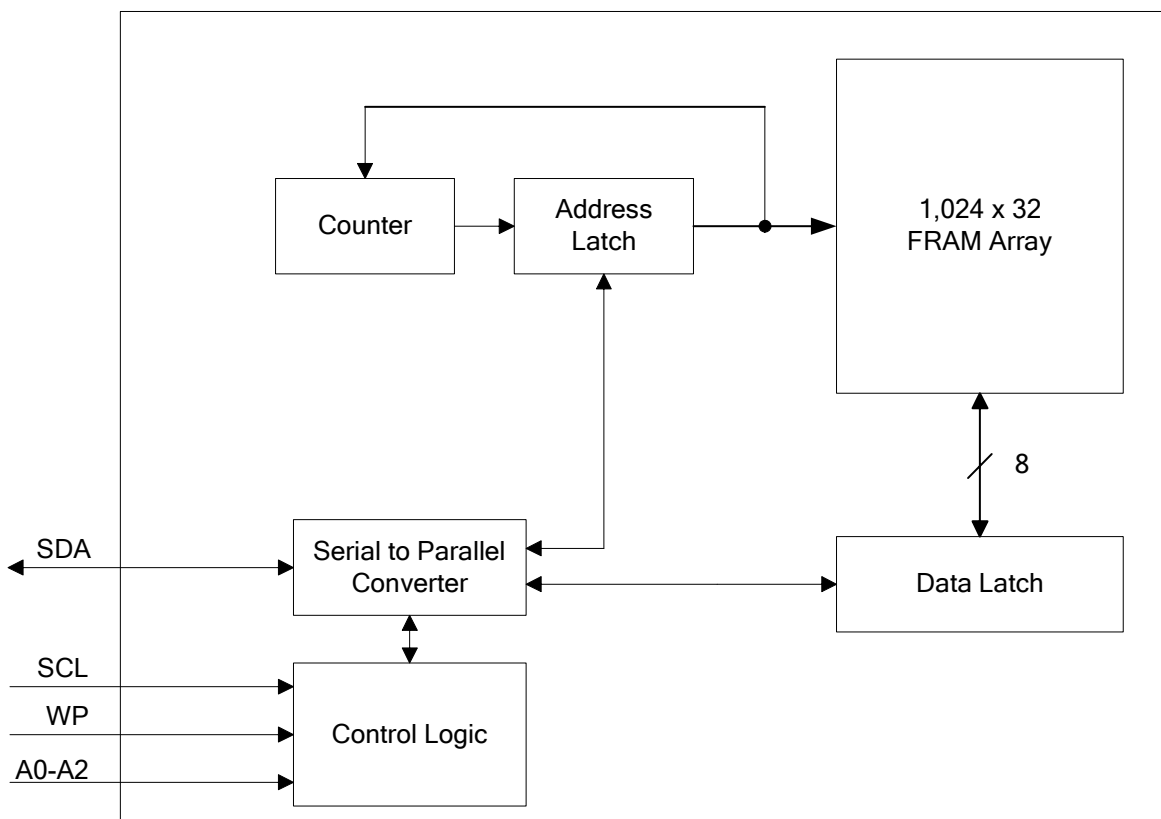 Counter
Address
Latch
1,024 x 32
FRAM Array
8
SDA
Serial to Parallel
Converter
Data Latch
SCL
WP
A0-A2
Control Logic